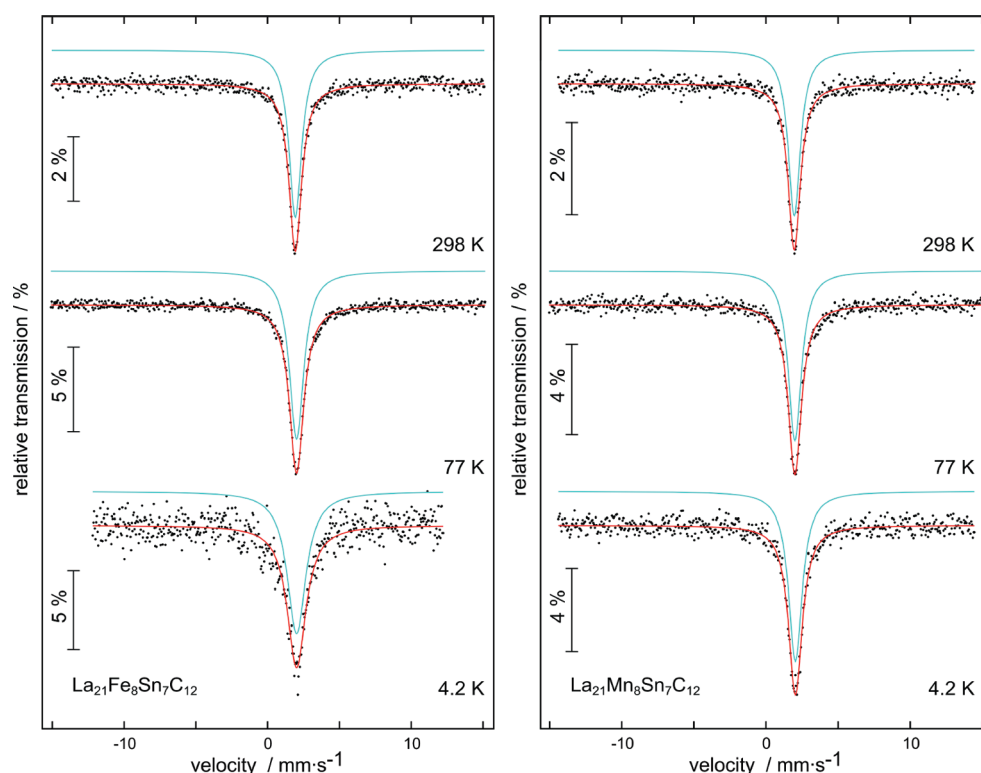 relative transmission / %
2 %
298 K
5 %
77 K
5 %
La21Fe8Sn7C12
4.2 K
-10
0
10
velocity / mm·s-1
relative transmission / %
2 %
298 K
4 %
77 K
4 %
La21Mn8Sn7C12
4.2 K
-10
0
10
velocity / mm·s-1